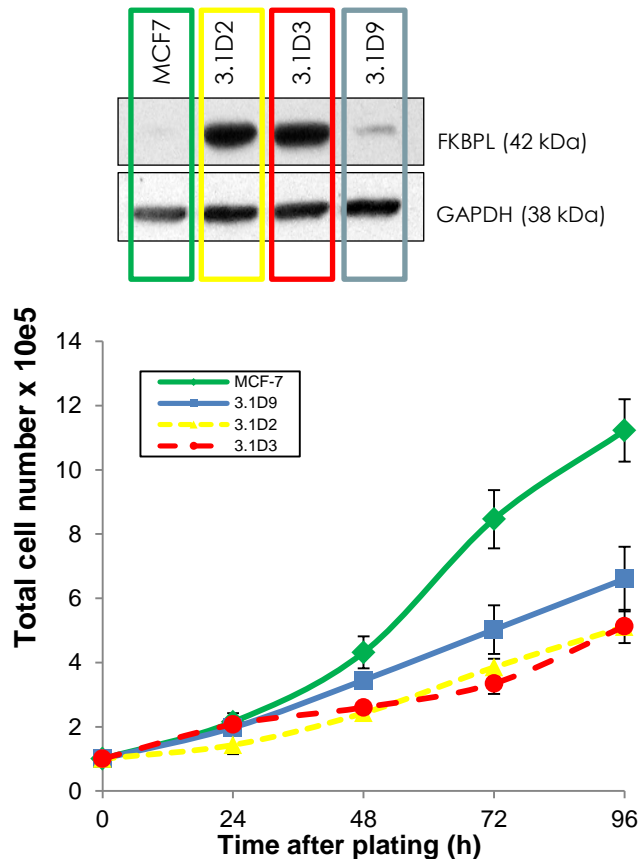 MCF7
3.1D2
3.1D3
3.1D9
FKBPL (42 kDa)
GAPDH (38 kDa)
14
12
10
8
6
4
2
0
Total cell number x 10e5
MCF-7
3.1D9
3.1D2
3.1D3
0 24 48 72 96
Time after plating (h)